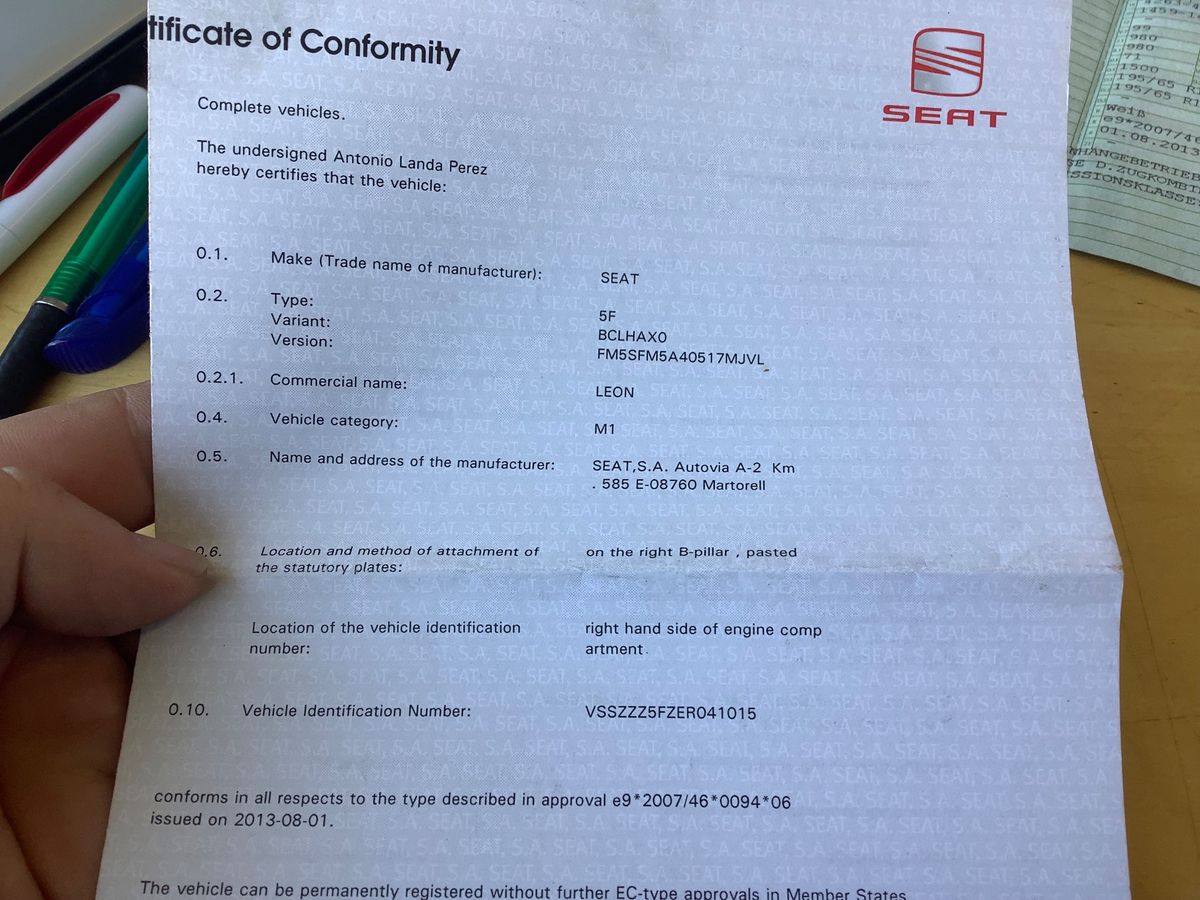 tificate of Conformity
SEAT
Complete vehicles.
The undersigned Antonio Landa Perez
hereby certifies that the vehicle:
0.1. Make (Trade name of manufacturer): SEAT
0.2. Type: 5F
Variant: BCLHAX0
Version: FM5SFM5A40517MJVL
0.2.1. Commercial name: LEON
0.4. Vehicle category: M1
0.5. Name and address of the manufacturer: SEAT,S.A. Autovia A-2 Km
. 585 E-08760 Martorell
0.6. Location and method of attachment of on the right B-pillar , pasted
the statutory plates:
Location of the vehicle identification right hand side of engine comp
number: artment.
0.10. Vehicle Identification Number: VSSZZZ5FZER041015
conforms in all respects to the type described in approval e9*2007/46*0094*06
issued on 2013-08-01.
The vehicle can be permanently registered without further EC-type approvals in Member States
99
980
980
71
1500
195/65 R
195/65 R
–
weiß
e9*2007/46
01.08.2013
–
NHÄNGEBETRIEB
GE D.ZUGKOMBI
SSIONSKLASSE